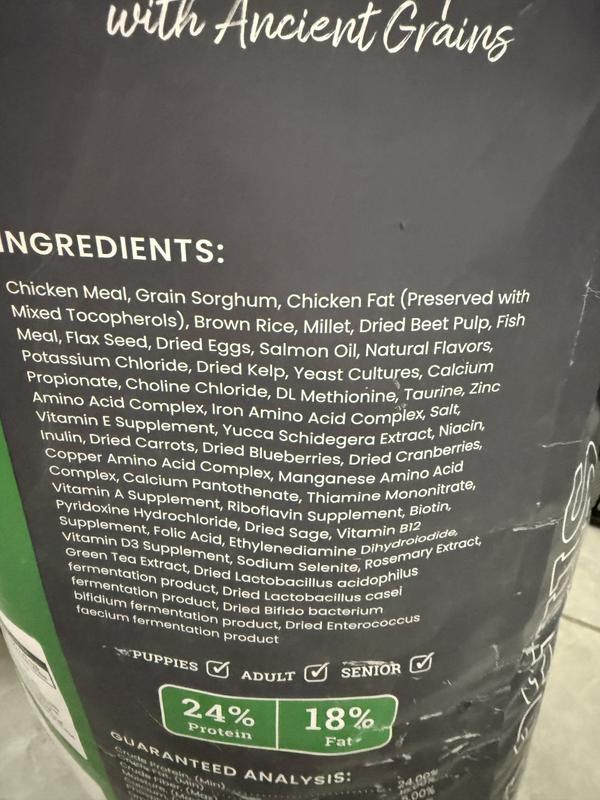 with Ancient Grains
INGREDIENTS:
Chicken Meal, Grain Sorghum, Chicken Fat (Preserved with
Mixed Tocopherols), Brown Rice, Millet, Dried Beet Pulp, Fish
Meal, Flax Seed, Dried Eggs, Salmon Oil, Natural Flavors,
Potassium Chloride, Dried Kelp, Yeast Cultures, Calcium
Propionate, Choline Chloride, DL Methionine, Taurine, Zinc
Amino Acid Complex, Iron Amino Acid Complex, Salt,
Vitamin E Supplement, Yucca Schidegera Extract, Niacin,
Inulin, Dried Carrots, Dried Blueberries, Dried Cranberries,
Copper Amino Acid Complex, Manganese Amino Acid
Complex, Calcium Pantothenate, Thiamine Mononitrate,
Vitamin A Supplement, Riboflavin Supplement, Biotin,
Pyridoxine Hydrochloride, Dried Sage, Vitamin B12
Supplement, Folic Acid, Ethylenediamine Dihydroiodide,
Vitamin D3 Supplement, Sodium Selenite, Rosemary Extract,
Green Tea Extract, Dried Lactobacillus acidophilus
fermentation product, Dried Lactobacillus casei
fermentation product, Dried Bifido bacterium
bifidium fermentation product, Dried Enterococcus
faecium fermentation product
PUPPIES ADULT SENIOR
24% 18%
Protein Fat
GUARANTEED ANALYSIS:
Crude Protein, (Min) 24.00%